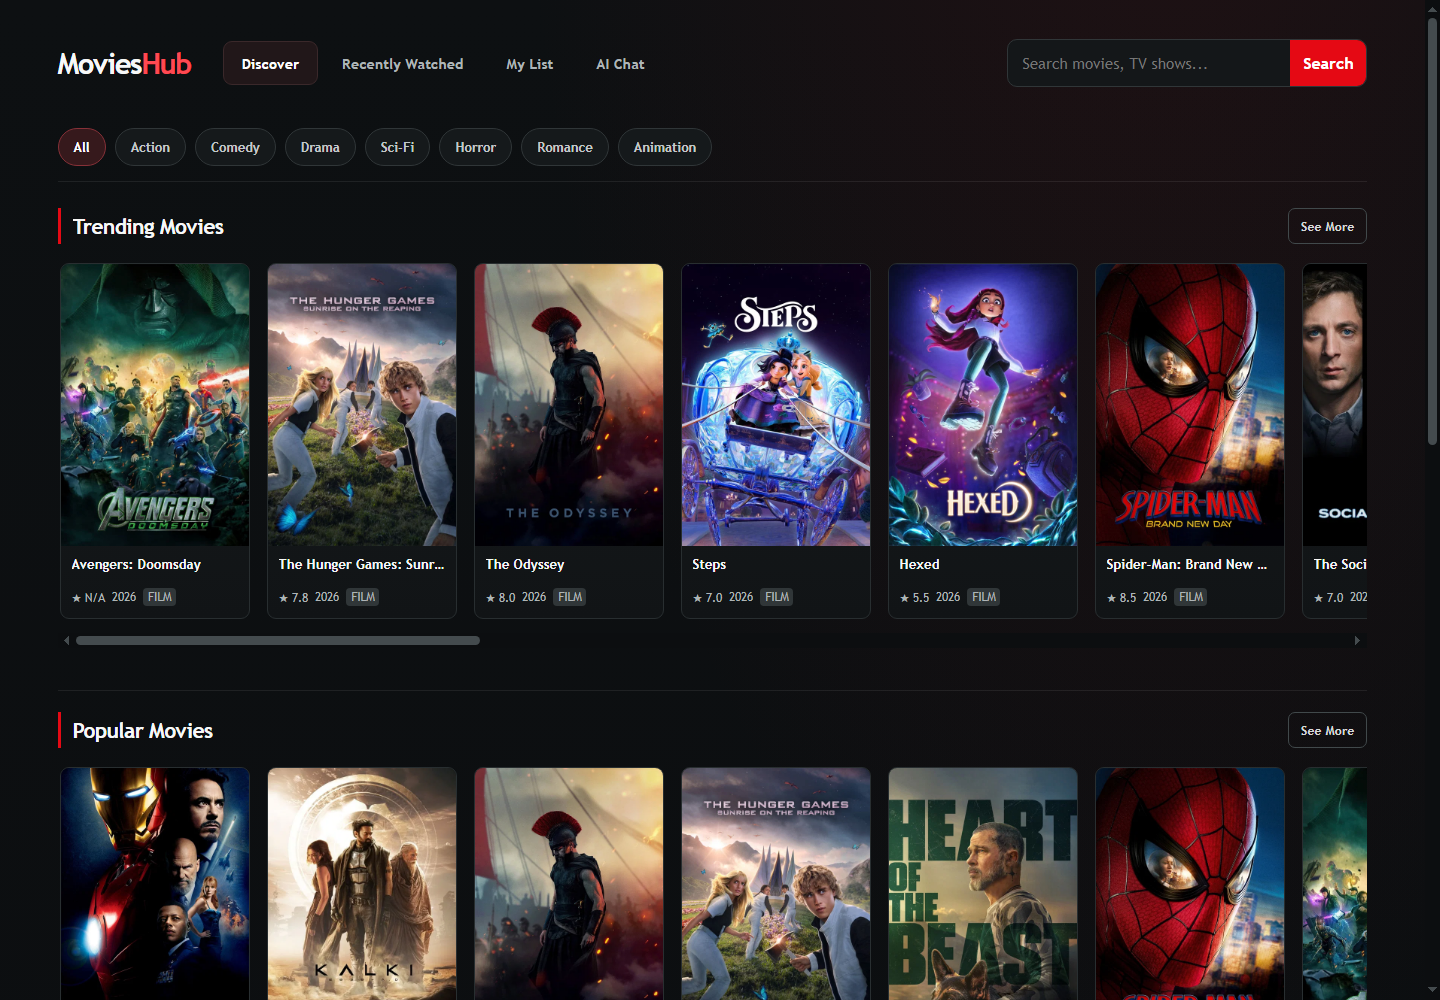 MoviesHub
Discover
Recently Watched
My List
AI Chat
Search movies, TV shows...
Search
All
Action
Comedy
Drama
Sci-Fi
Horror
Romance
Animation
Trending Movies
See More
AVENGERS
DOOMSDAY
THE HUNGER GAMES
SUNRISE ON THE REAPING
THE ODYSSEY
STEPS
HEXED
SPIDER-MAN
BRAND NEW DAY
SOCIA
Avengers: Doomsday
★ N/A 2026 FILM
The Hunger Games: Sunr...
★ 7.8 2026 FILM
The Odyssey
★ 8.0 2026 FILM
Steps
★ 7.0 2026 FILM
Hexed
★ 5.5 2026 FILM
Spider-Man: Brand New ...
★ 8.5 2026 FILM
The Soci
★ 7.0 202
Popular Movies
See More
KALKI
THE HUNGER GAMES
SUNRISE ON THE REAPING
HEART
OF
THE
BEAST